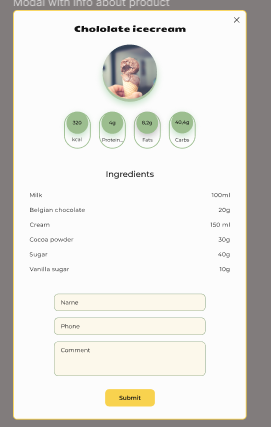 Modal with info about product
Chololate icecream
320 4g 8,2g 40,4g
kcal Protein... Fats Carbs
Ingredients
Milk 100ml
Belgian chocolate 20g
Cream 150 ml
Cocoa powder 30g
Sugar 40g
Vanilla sugar 10g
Name
Phone
Comment
Submit